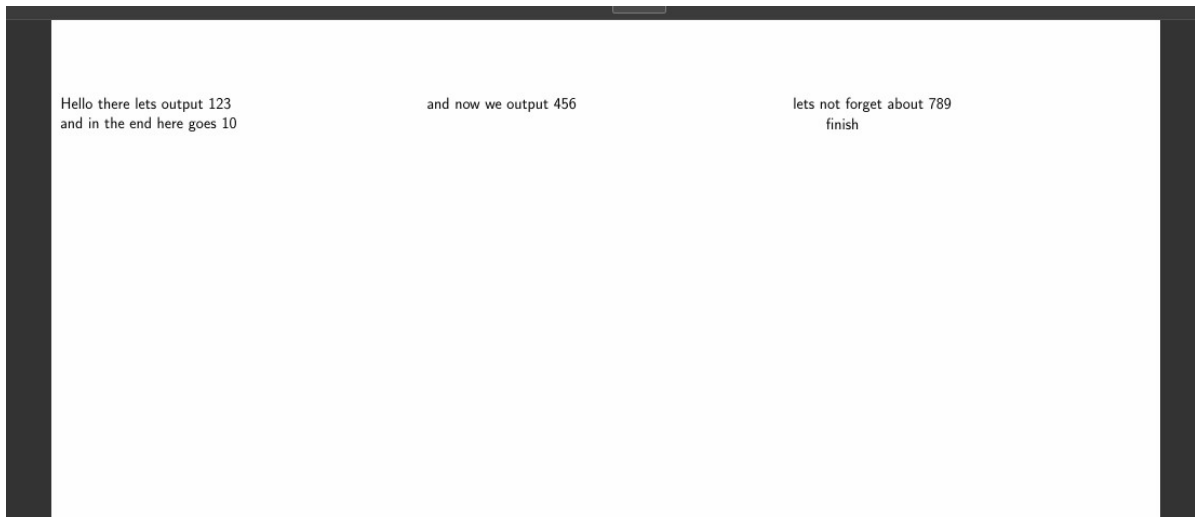 Hello there lets output 123
and now we output 456
lets not forget about 789
and in the end here goes 10
finish